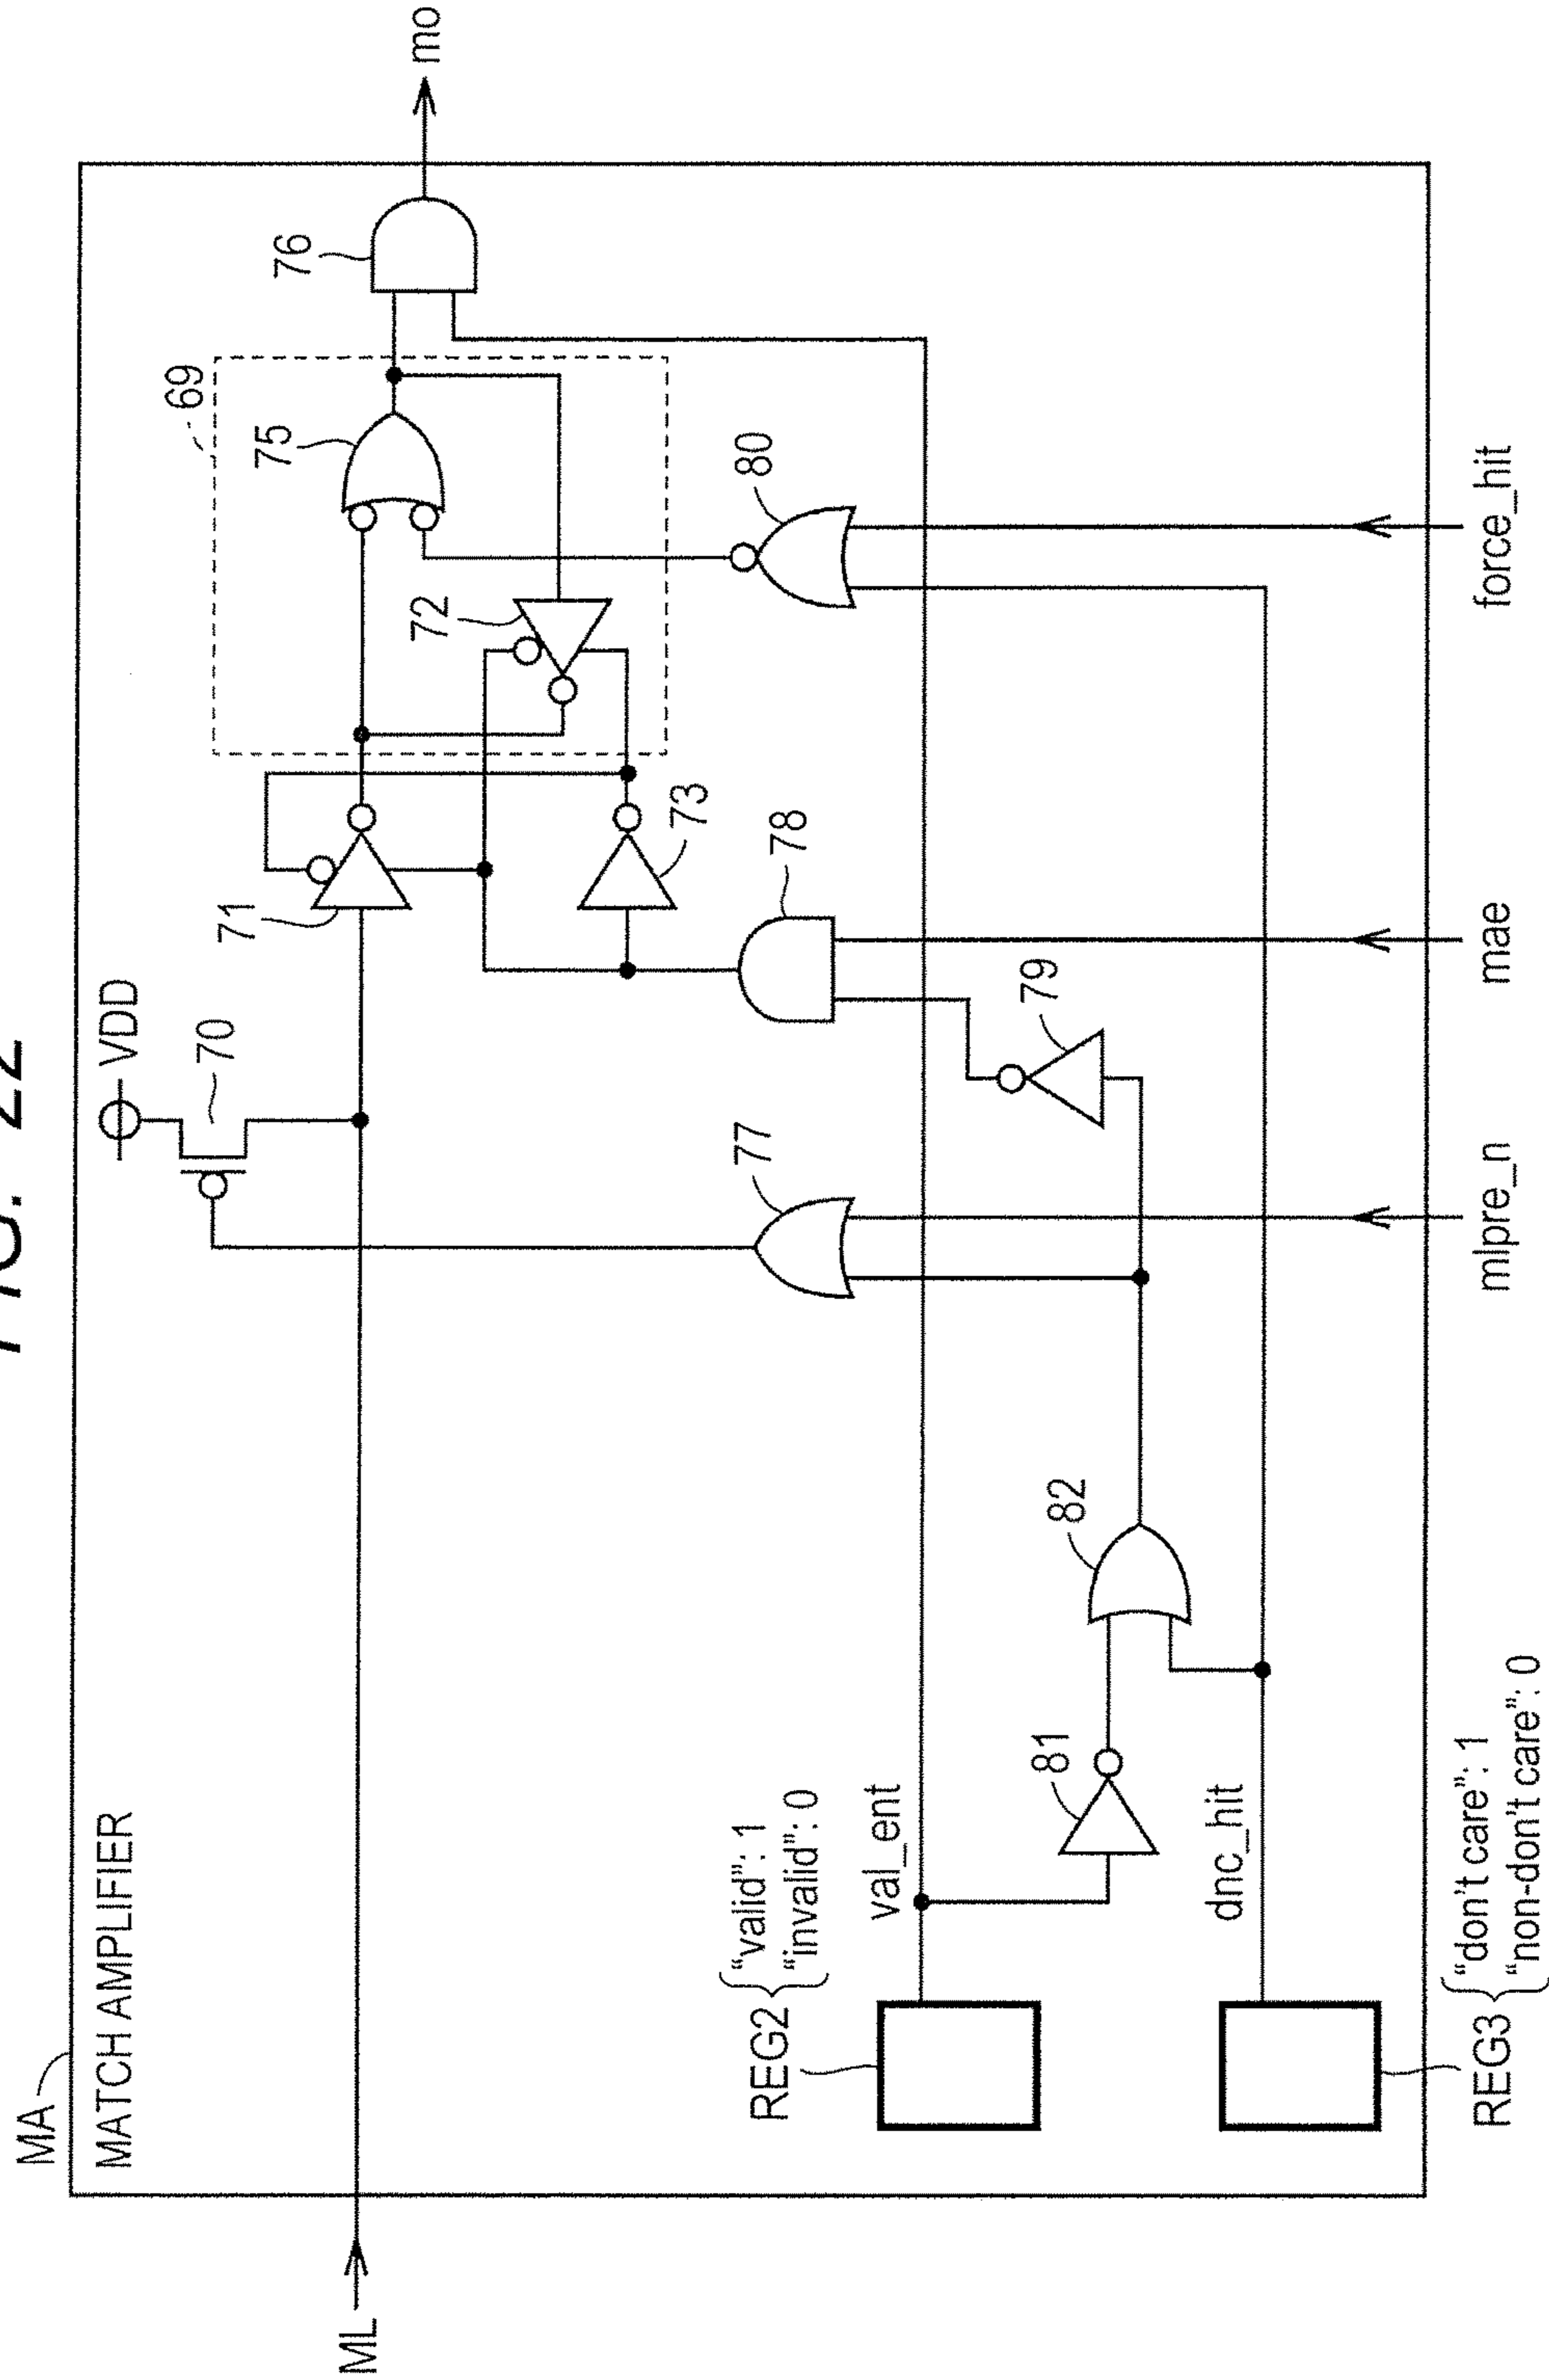 FIG. 22
MA
MATCH AMPLIFIER
ML
VDD
70
71
69
75
76
mo
72
73
77
78
79
80
REG2
"valid": 1
"invalid": 0
val_ent
81
82
dnc_hit
REG3
"don't care": 1
"non-don't care": 0
mlpre_n
mae
force_hit